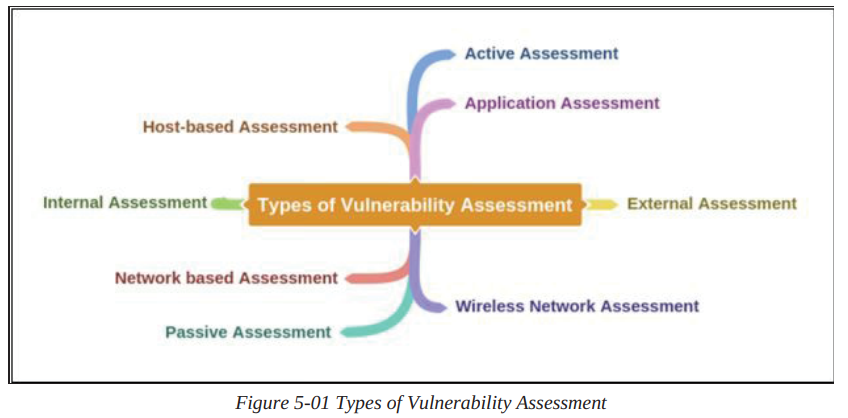 Active Assessment
Application Assessment
Host-based Assessment
Internal Assessment
Types of Vulnerability Assessment
External Assessment
Network based Assessment
Wireless Network Assessment
Passive Assessment
Figure 5-01 Types of Vulnerability Assessment